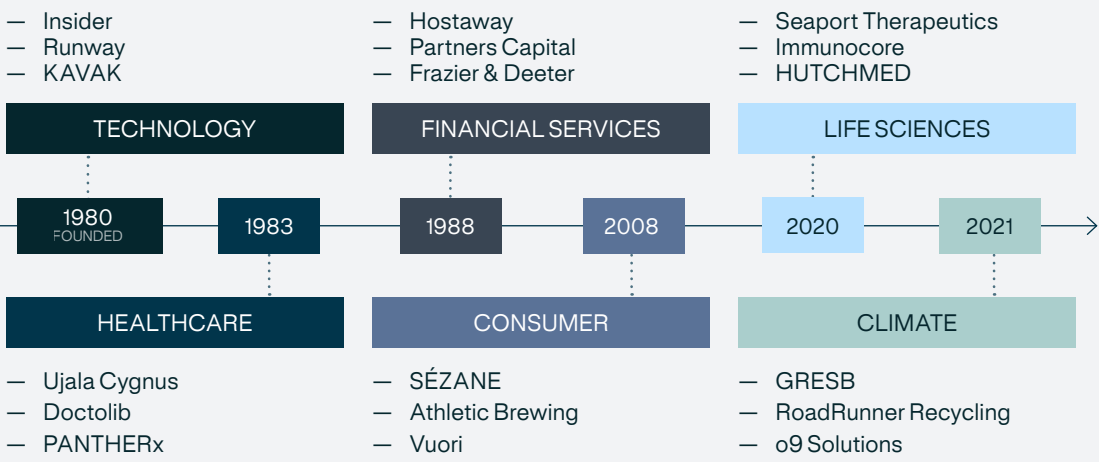 — Insider
— Runway
— KAVAK
TECHNOLOGY
— Hostaway
— Partners Capital
— Frazier & Deeter
FINANCIAL SERVICES
— Seaport Therapeutics
— Immunocore
— HUTCHMED
LIFE SCIENCES
1980
FOUNDED
1983
1988
2008
2020
2021
HEALTHCARE
— Ujala Cygnus
— Doctolib
— PANTHERx
CONSUMER
— SÉZANE
— Athletic Brewing
— Vuori
CLIMATE
— GRESB
— RoadRunner Recycling
— o9 Solutions